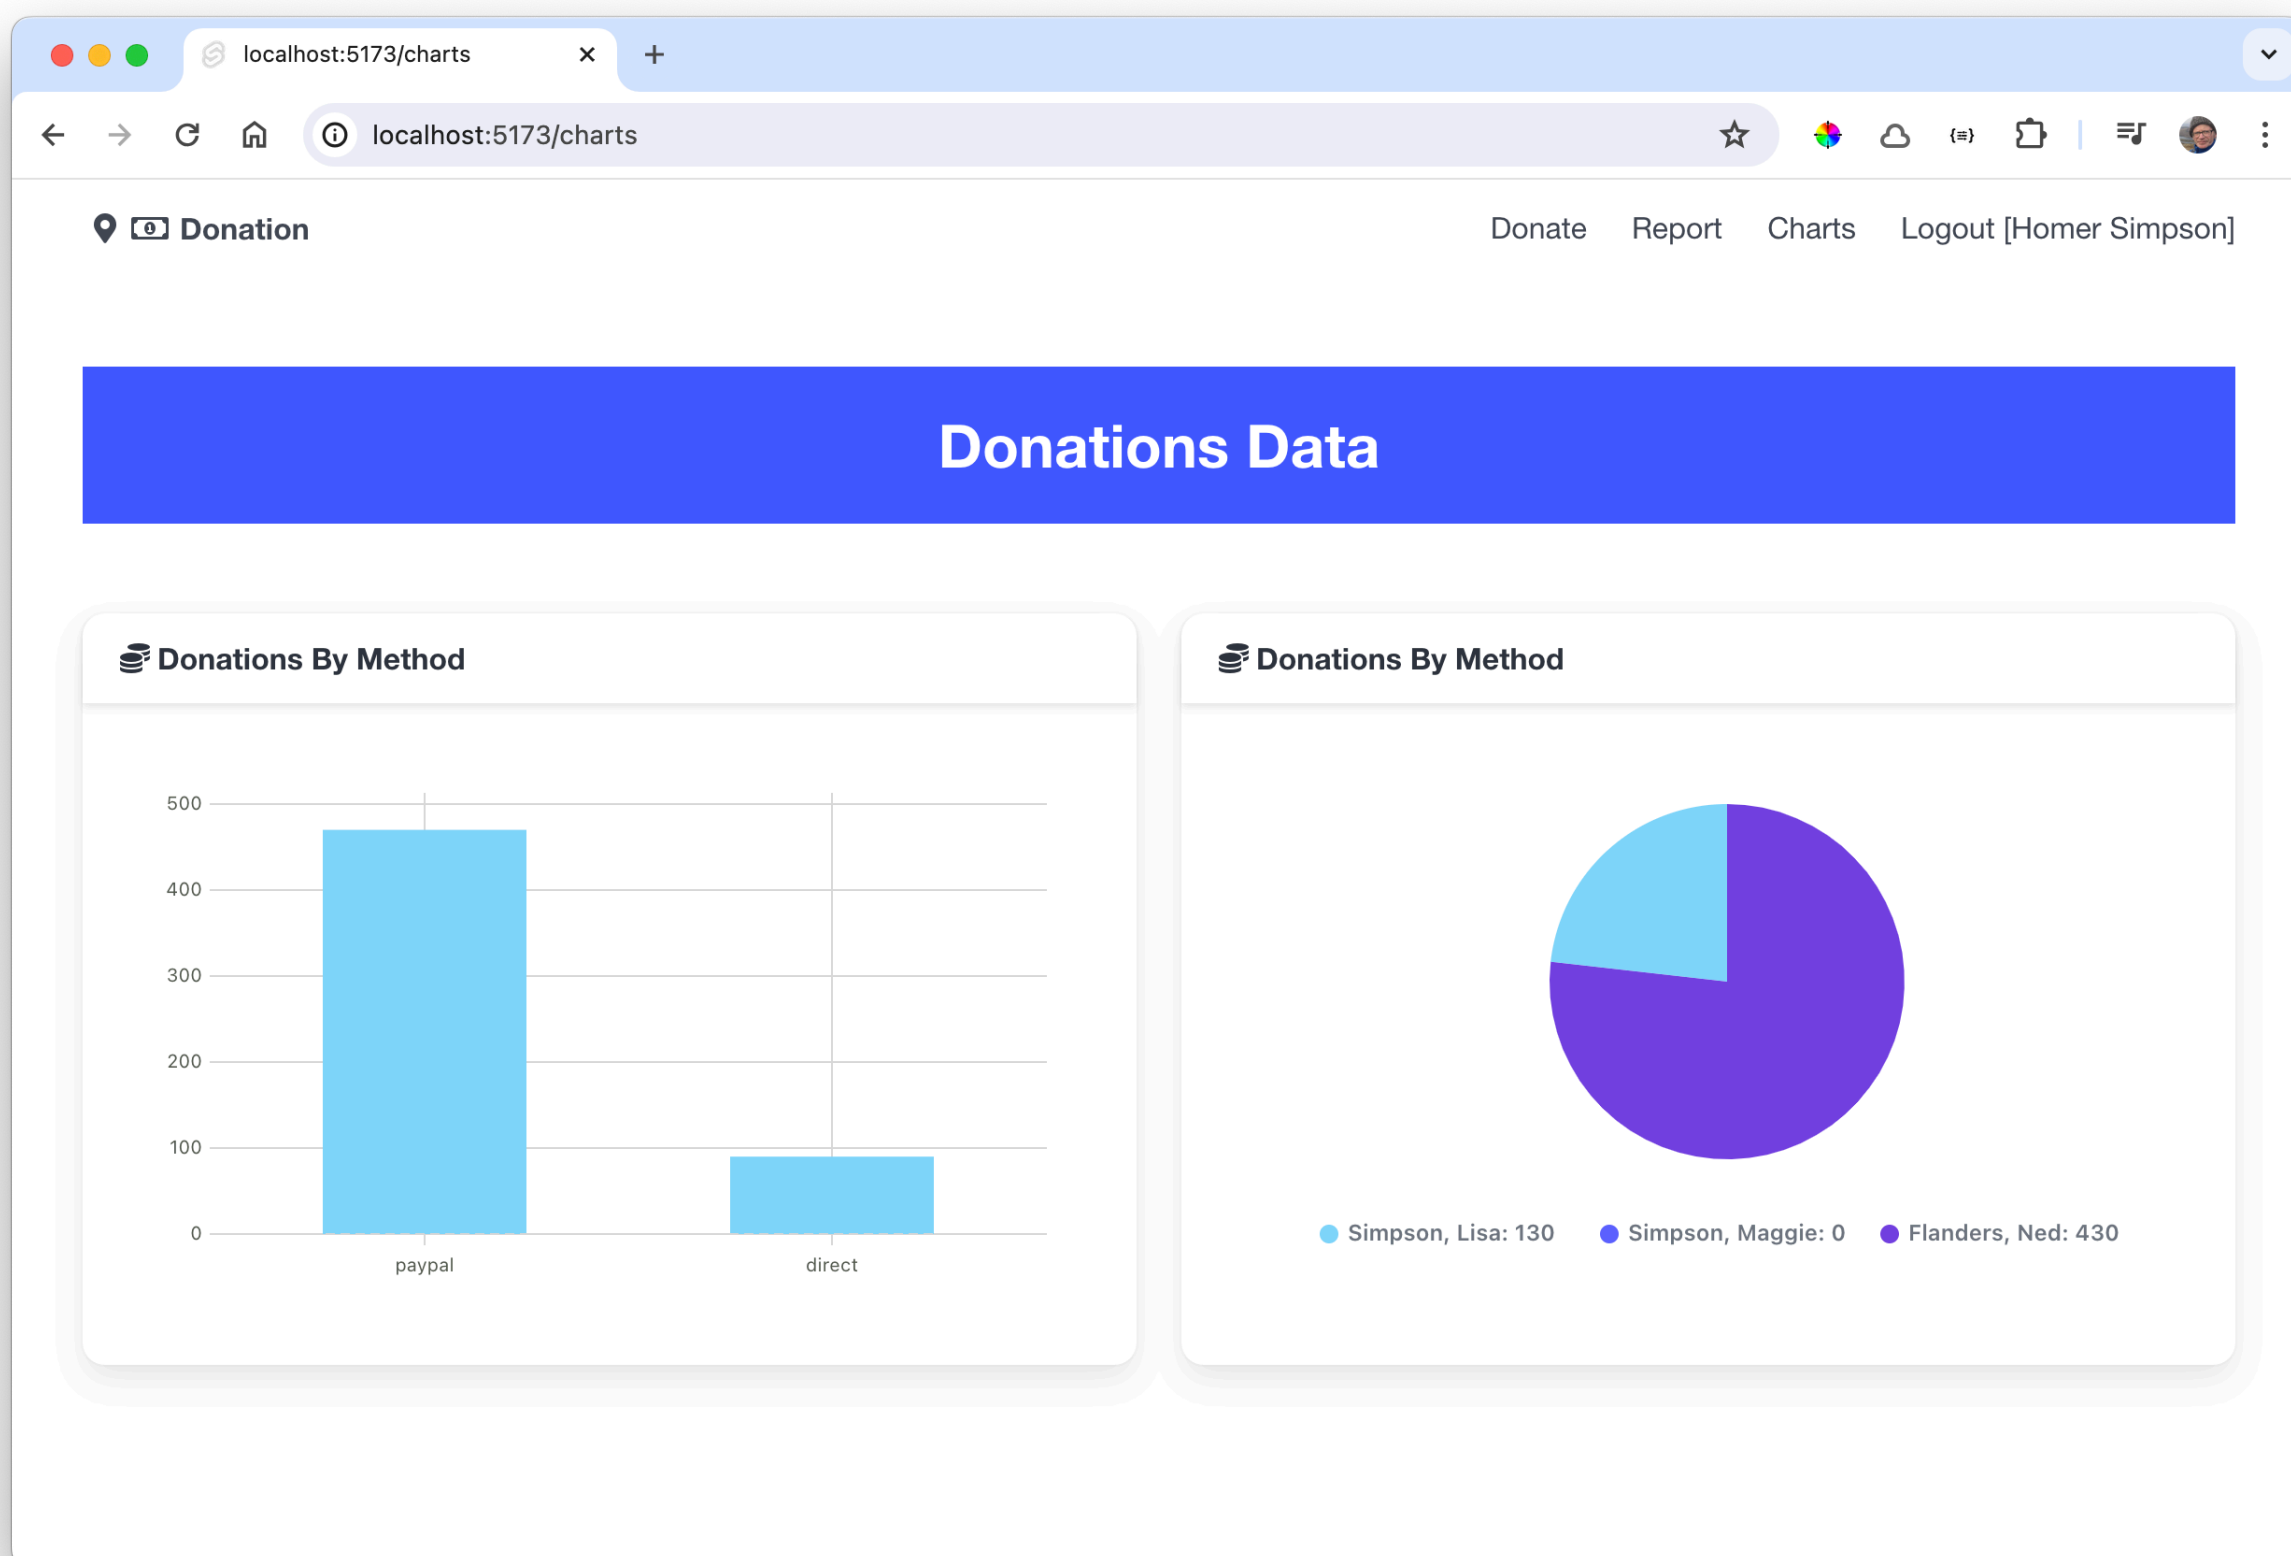 localhost:5173/charts
localhost:5173/charts
Donation
Donate Report Charts Logout [Homer Simpson]
Donations Data
Donations By Method
500
400
300
200
100
0
paypal direct
Donations By Method
Simpson, Lisa: 130 Simpson, Maggie: 0 Flanders, Ned: 430